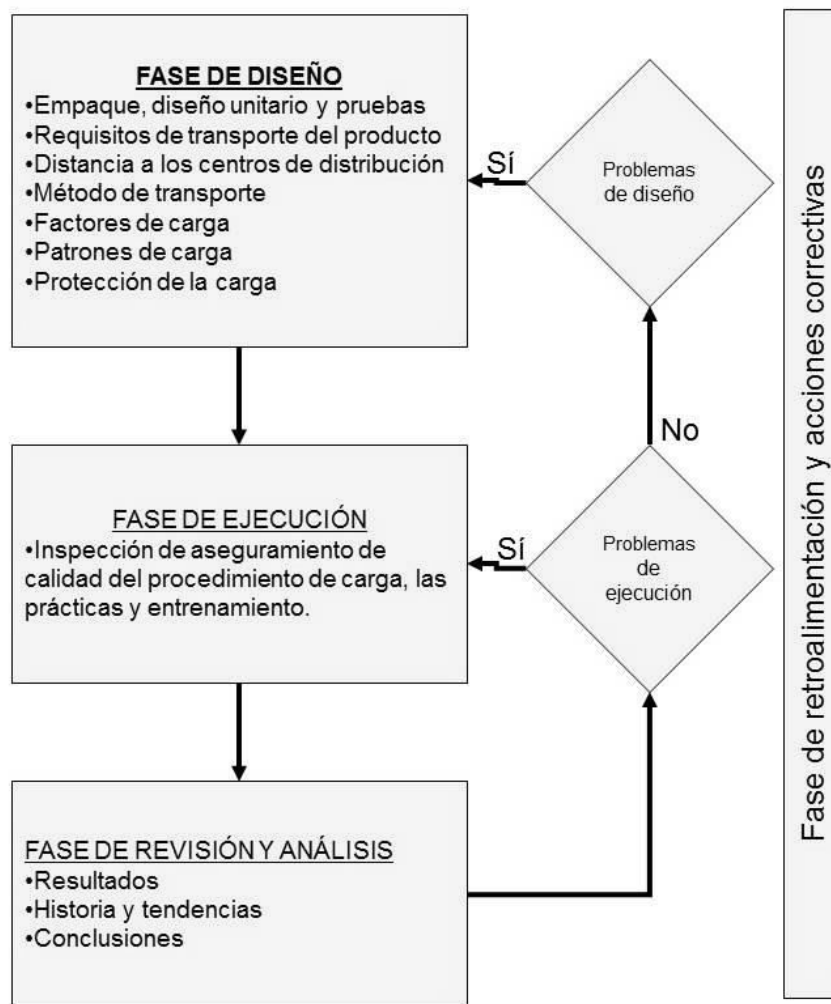 FASE DE DISEÑO
•Empaque, diseño unitario y pruebas
•Requisitos de transporte del producto
•Distancia a los centros de distribución
•Método de transporte
•Factores de carga
•Patrones de carga
•Protección de la carga
Sí
Problemas
de diseño
No
FASE DE EJECUCIÓN
•Inspección de aseguramiento de
calidad del procedimiento de carga, las
prácticas y entrenamiento.
Sí
Problemas
de
ejecución
FASE DE REVISIÓN Y ANÁLISIS
•Resultados
•Historia y tendencias
•Conclusiones
Fase de retroalimentación y acciones correctivas